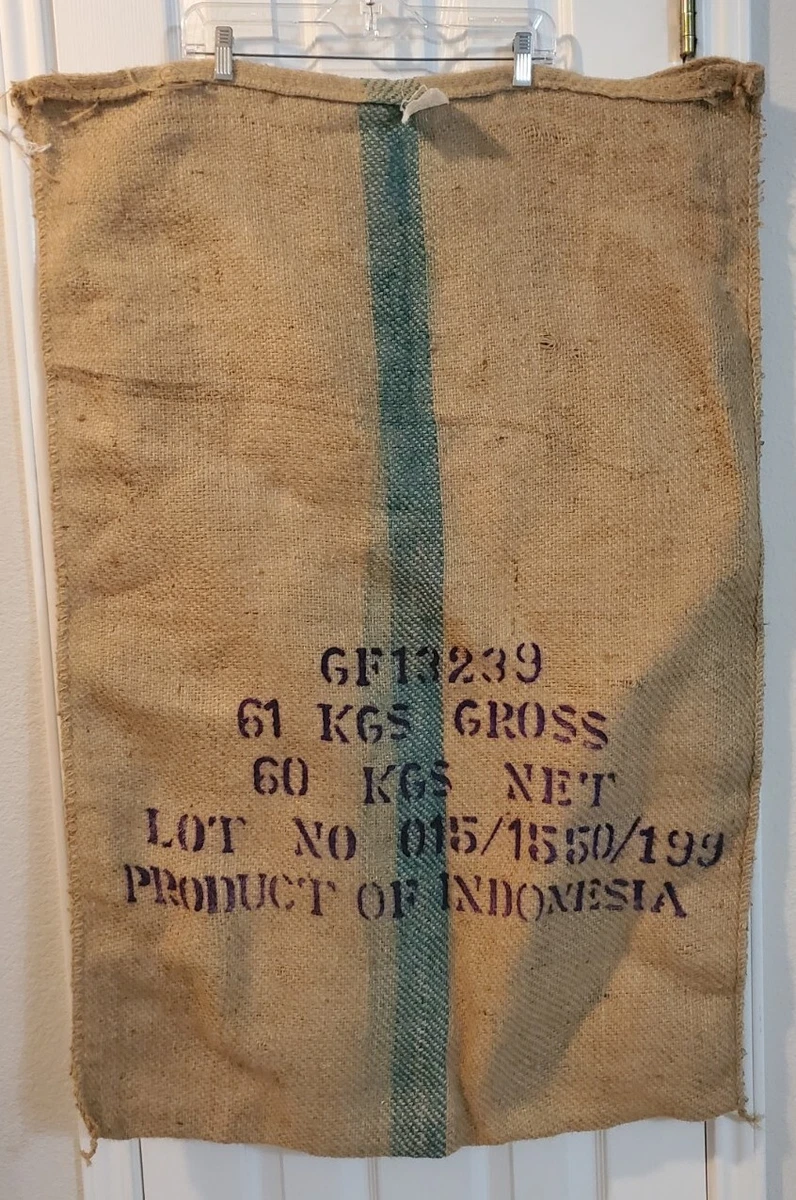 GF13239
61 KGS GROSS
60 KGS NET
LOT NO 015/1550/199
PRODUCT OF INDONESIA